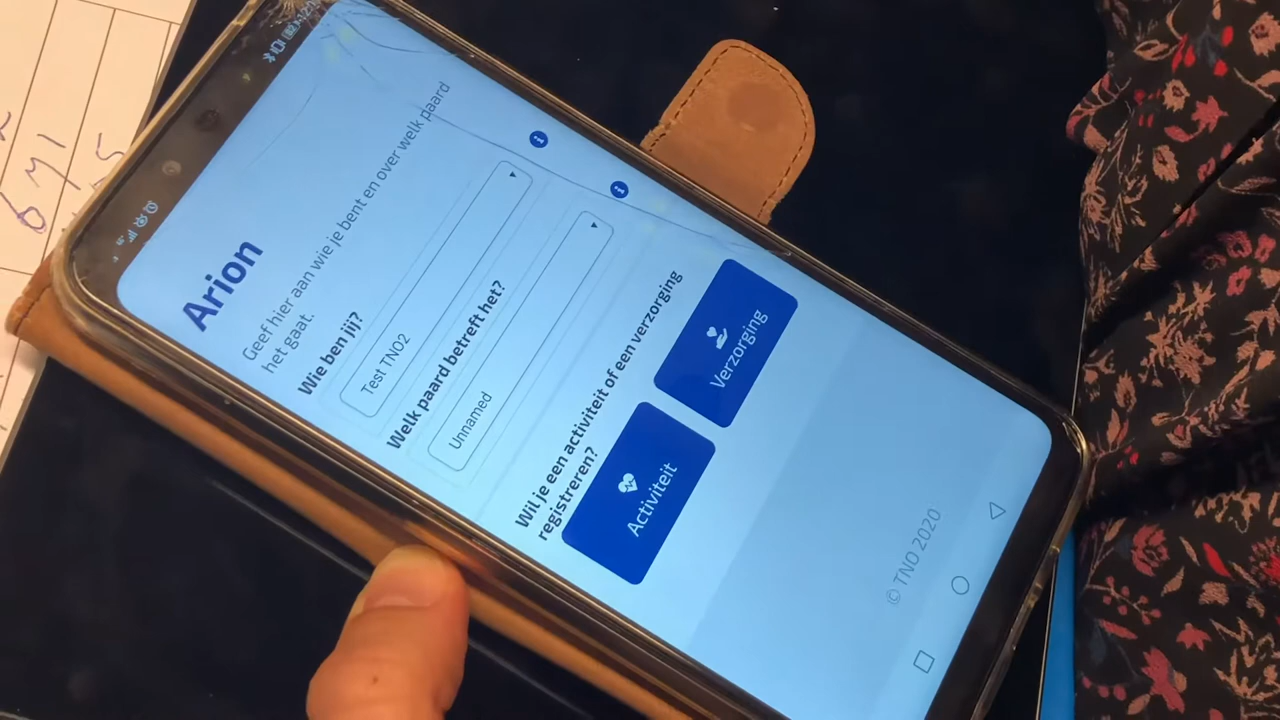 Arion
Geef hier aan wie je bent en over welk paard
het gaat.
Wie ben jij?
Test TNO2
Welk paard betreft het?
Unnamed
Wil je een activiteit of een verzorging
registreren?
Activiteit
Verzorging
© TNO 2020